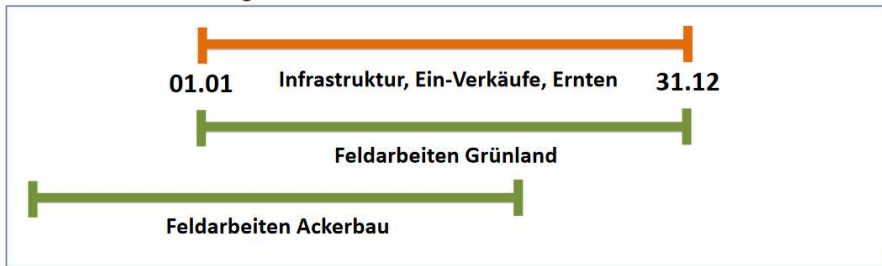 01.01
Infrastruktur, Ein-Verkäufe, Ernten
31.12
Feldarbeiten Grünland
Feldarbeiten Ackerbau